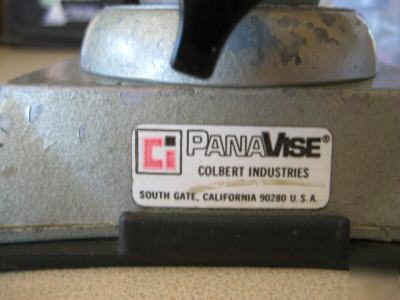 Ci PANAVISE®
COLBERT INDUSTRIES
SOUTH GATE, CALIFORNIA 90280 U.S.A.